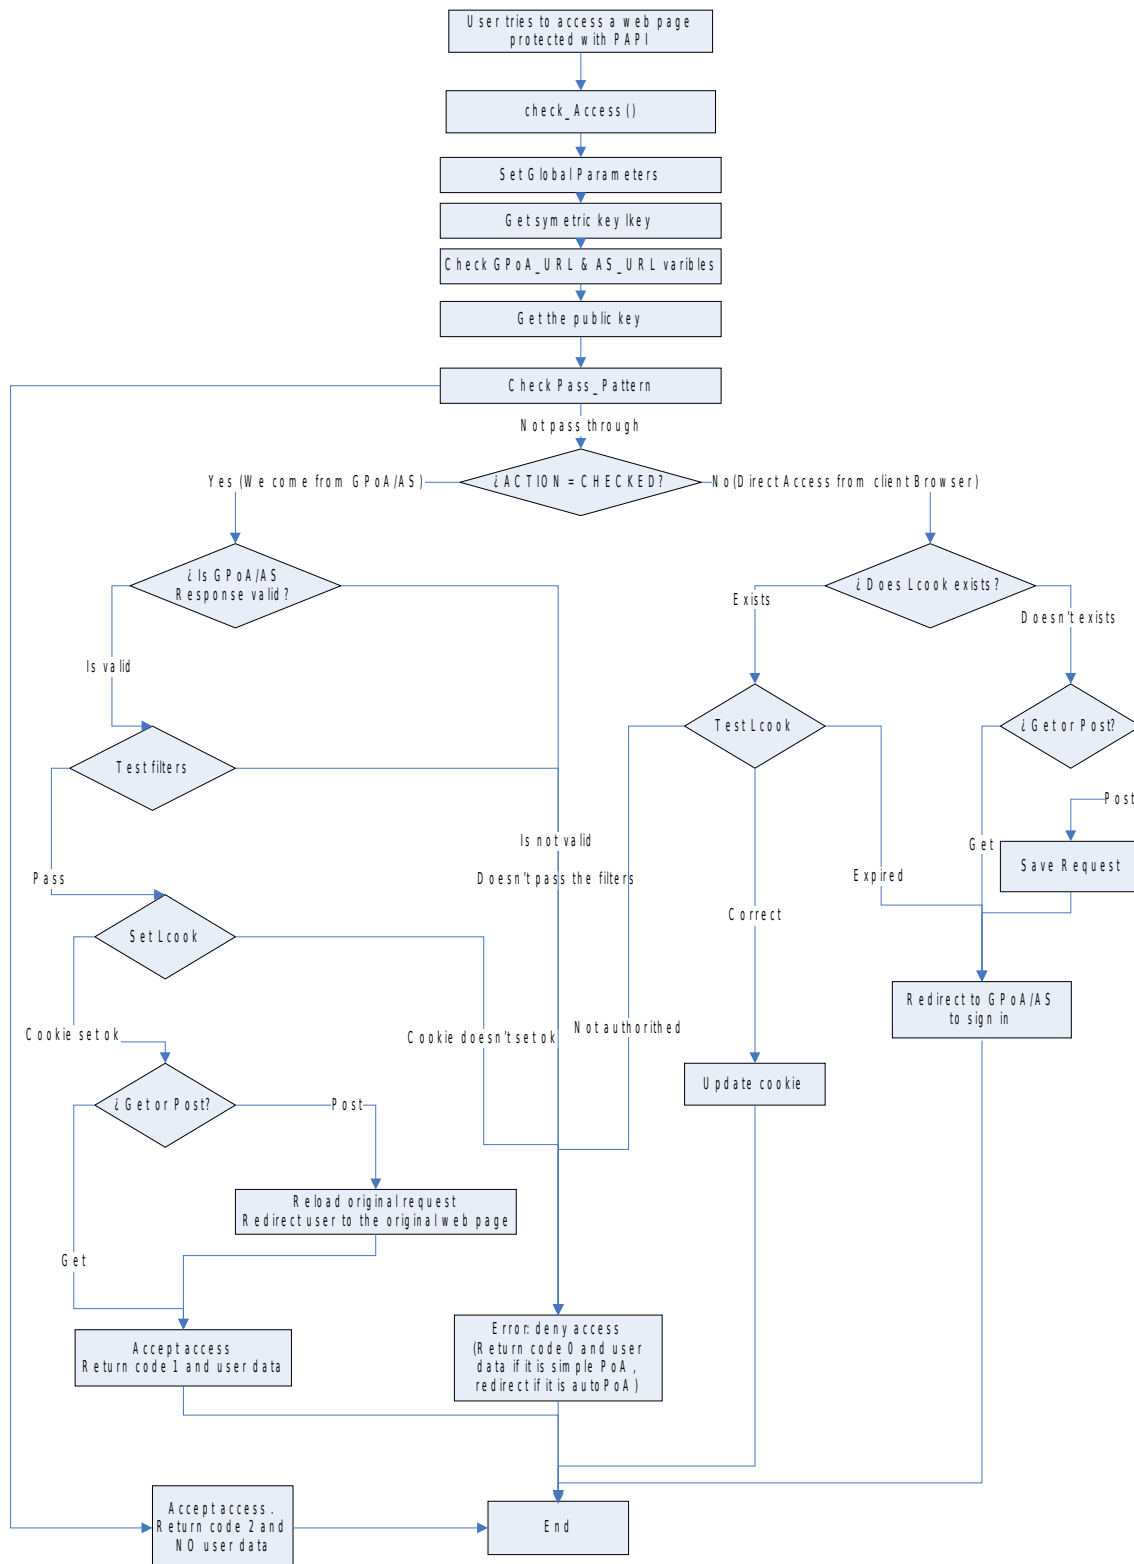 User tries to access a web page
protected with PAPI
check_Access()
Set Global Parameters
Get symetric key lkey
Check GPoA_URL & AS_URL varibles
Get the public key
Check Pass_Pattern
Not pass through
Yes (We come from GPoA/AS)
¿ACTION = CHECKED?
No(Direct Access from client Browser)
¿Is GPoA/AS
Response valid?
¿Does Lcook exists?
Exists
Doesn't exists
Is valid
Test Lcook
¿Get or Post?
Test filters
Post
Is not valid
Get
Save Request
Pass
Doesn't pass the filters
Expired
Correct
Set Lcook
Redirect to GPoA/AS
to sign in
Cookie set ok
Cookie doesn't set ok
Not authorithed
Update cookie
¿Get or Post?
Post
Reload original request
Redirect user to the original web page
Get
Accept access
Return code 1 and user data
Error: deny access
(Return code 0 and user
data if it is simple PoA,
redirect if it is autoPoA)
Accept access.
Return code 2 and
NO user data
End